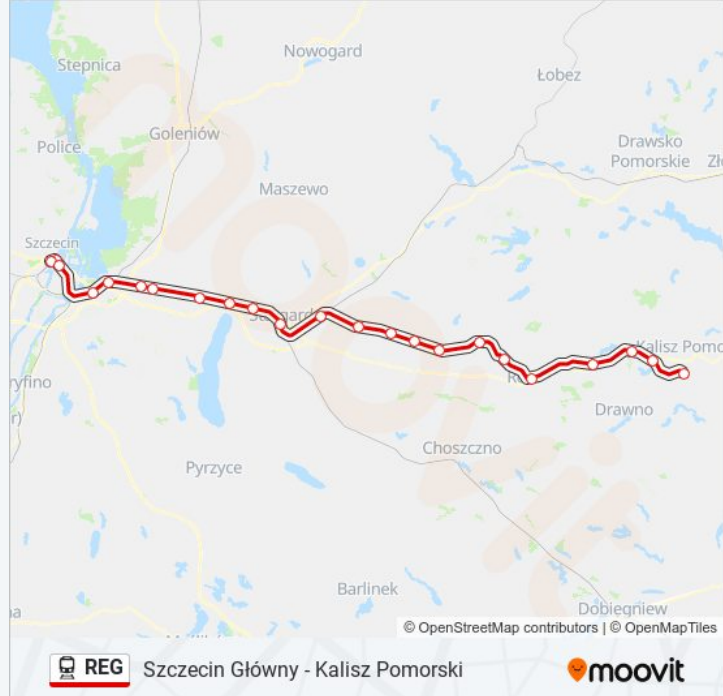 Nowogard
Stepnica
Łobez
Goleniów
Drawsko
Pomorskie
Police
Maszewo
Szczecin
Kalisz Pomo
Drawno
Choszczno
Pyrzyce
Barlinek
Dobiegniew
© OpenStreetMap contributors | © OpenMapTiles
REG Szczecin Główny - Kalisz Pomorski
moovit